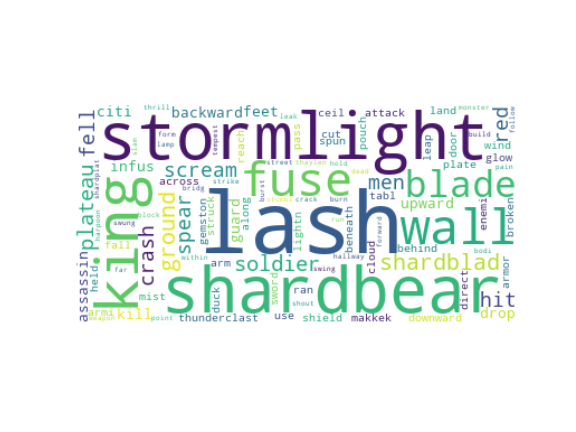 citi
backward
feet
ceil
attack
land
thrill
leak
monster
stormlight
form
lamp
tempest
cut
spun
reach
pass
pouch
leap
build
red
follow
fell
infus
scream
fuse
men
blade
door
wind
plate
glow
pain
street
thaylen
hold
dead
across
strike
burst
stumbl
crack
burn
tabl
upward
king
plateau
shardplat
harpoon
bridg
swung
block
lash
wall
enemi
broken
ground
spear
gemston
struck
guard
along
lightn
beneath
forward
cloud
behind
crash
fall
held
far
within
soldier
hallway
shardblad
bodi
assassin
arm
swing
direct
armor
mist
duck
sword
ran
shout
shardbear
hit
armi
weapon
kill
point
thunderclast
use
shield
makkek
downward
drop